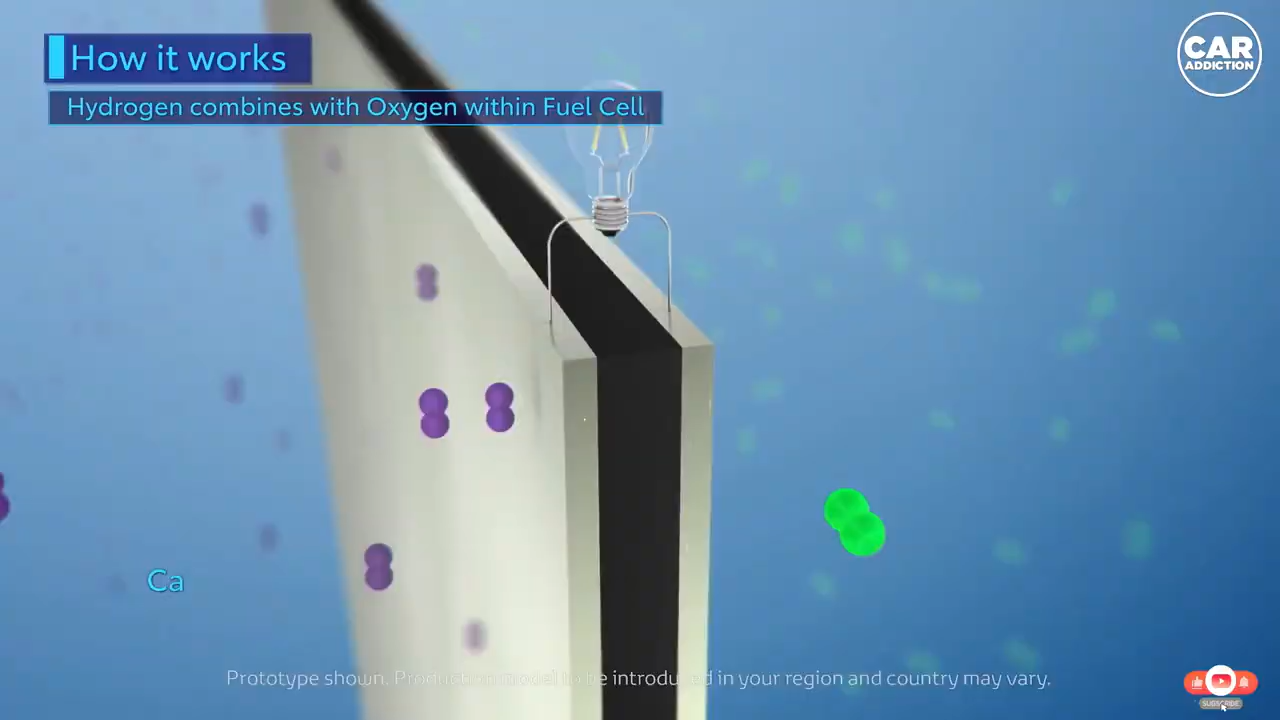 How it works
CAR
ADDICTION
Hydrogen combines with Oxygen within Fuel Cell
Ca
Prototype shown. Production model to be introduced in your region and country may vary.
SUBSCRIBE